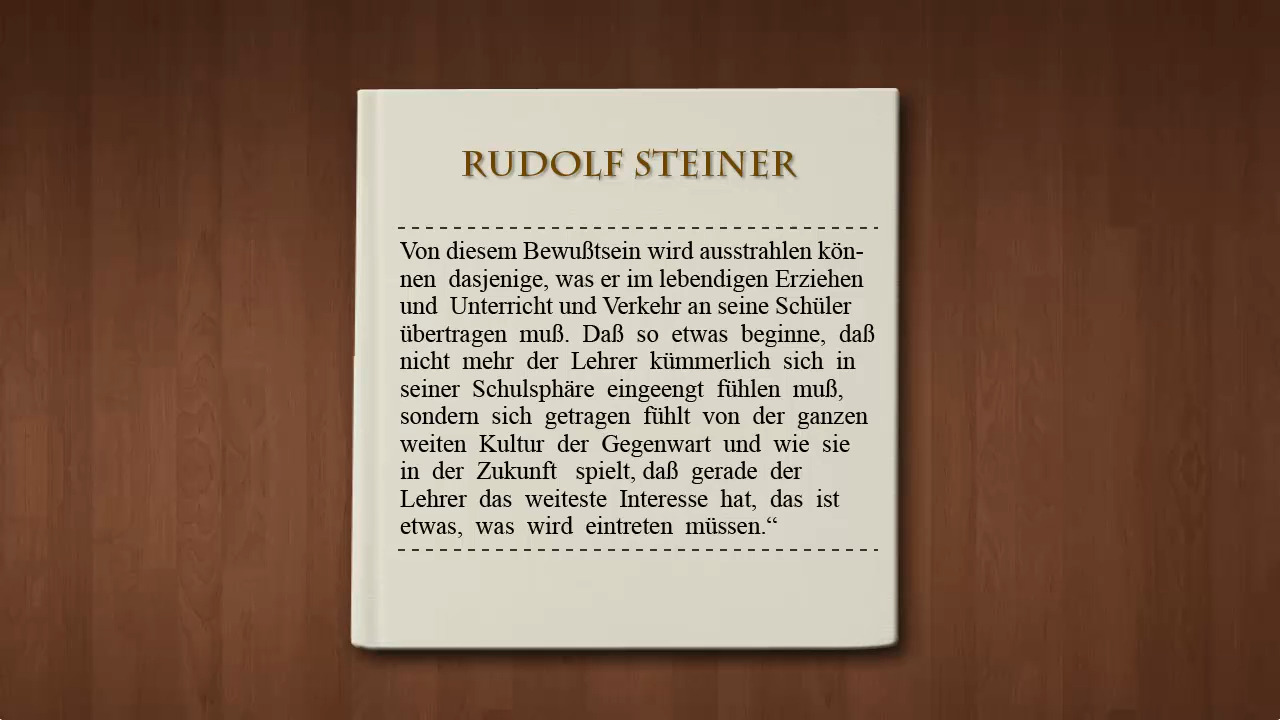 RUDOLF STEINER
Von diesem Bewußtsein wird ausstrahlen kön-
nen dasjenige, was er im lebendigen Erziehen
und Unterricht und Verkehr an seine Schüler
übertragen muß. Daß so etwas beginne, daß
nicht mehr der Lehrer kümmerlich sich in
seiner Schulsphäre eingeengt fühlen muß,
sondern sich getragen fühlt von der ganzen
weiten Kultur der Gegenwart und wie sie
in der Zukunft spielt, daß gerade der
Lehrer das weiteste Interesse hat, das ist
etwas, was wird eintreten müssen.“